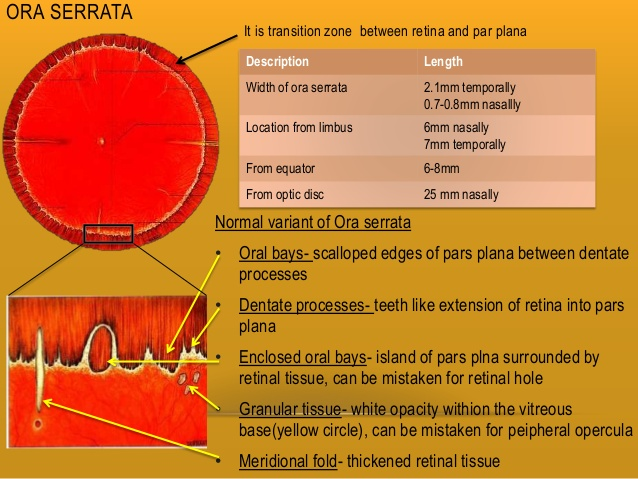 ORA SERRATA
It is transition zone between retina and par plana
Description Length
Width of ora serrata 2.1mm temporally
0.7-0.8mm nasallly
Location from limbus 6mm nasally
7mm temporally
From equator 6-8mm
From optic disc 25 mm nasally
Normal variant of Ora serrata
• Oral bays- scalloped edges of pars plana between dentate
processes
• Dentate processes- teeth like extension of retina into pars
plana
• Enclosed oral bays- island of pars plna surrounded by
retinal tissue, can be mistaken for retinal hole
• Granular tissue- white opacity withion the vitreous
base(yellow circle), can be mistaken for peipheral opercula
• Meridional fold- thickened retinal tissue